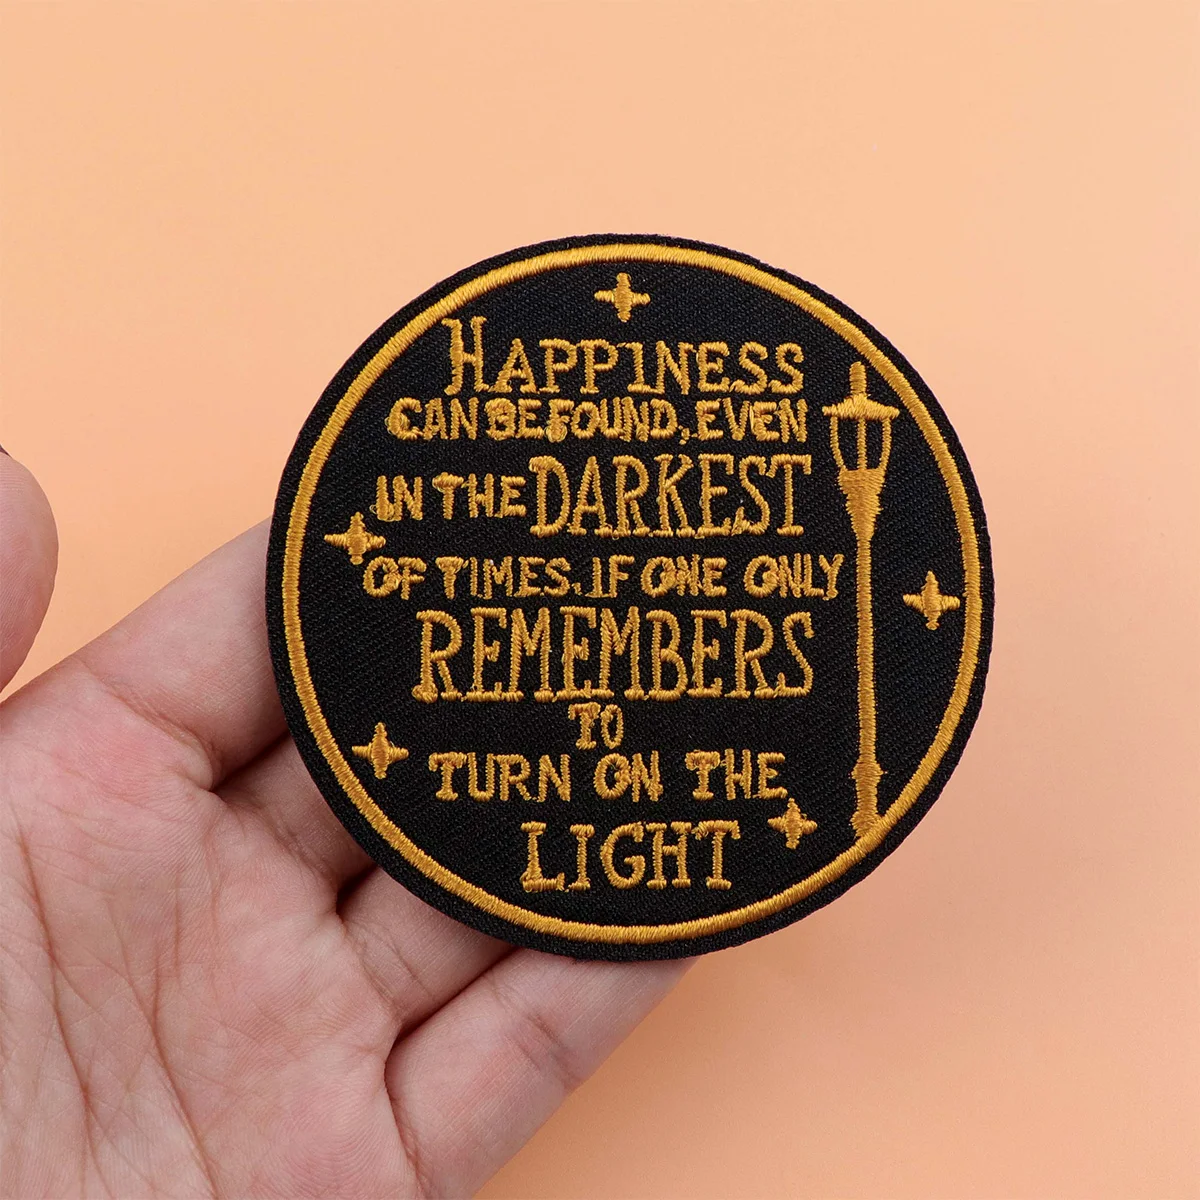 HAPPINESS
CAN BE FOUND, EVEN
IN THE DARKEST
OF TIMES, IF ONE ONLY
REMEMBERS
TO
TURN ON THE
LIGHT